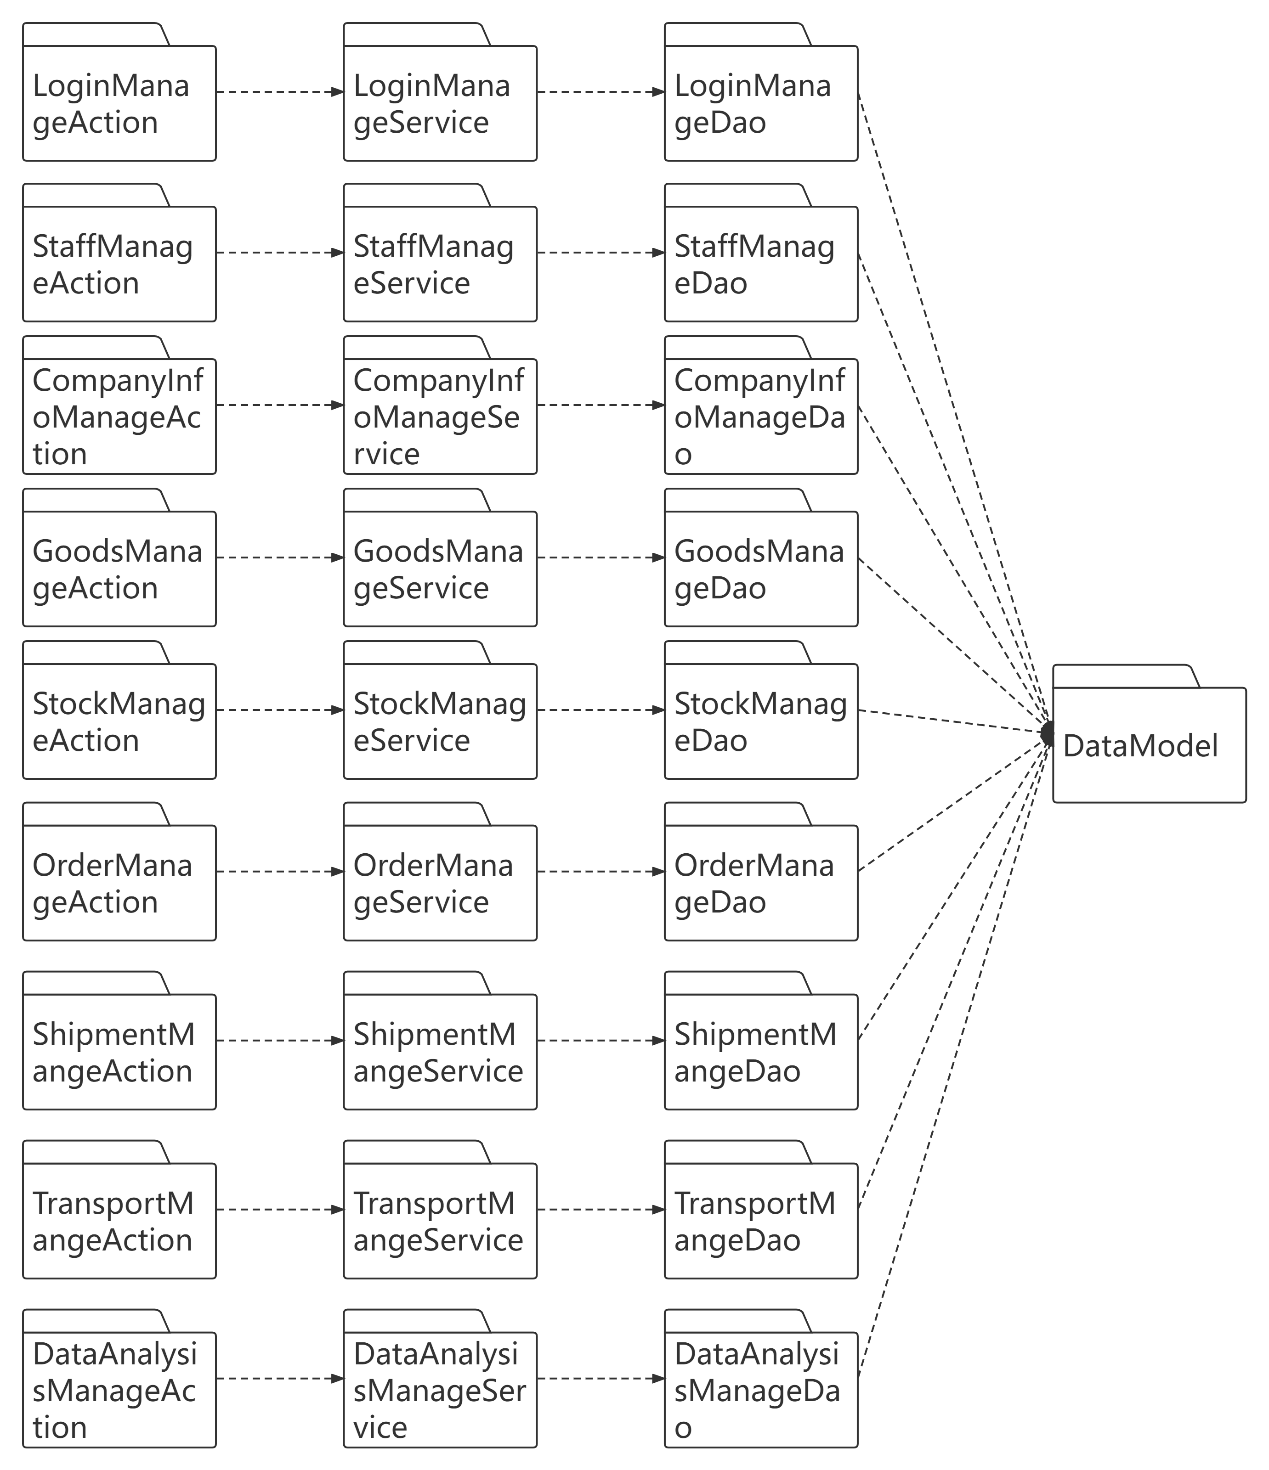 LoginMana
geAction
LoginMana
geService
LoginMana
geDao
StaffManag
eAction
StaffManag
eService
StaffManag
eDao
CompanyInf
oManageAc
tion
CompanyInf
oManageSe
rvice
CompanyInf
oManageDa
o
GoodsMana
geAction
GoodsMana
geService
GoodsMana
geDao
StockManag
eAction
StockManag
eService
StockManag
eDao
DataModel
OrderMana
geAction
OrderMana
geService
OrderMana
geDao
ShipmentM
angeAction
ShipmentM
angeService
ShipmentM
angeDao
TransportM
angeAction
TransportM
angeService
TransportM
angeDao
DataAnalysi
sManageAc
tion
DataAnalysi
sManageSer
vice
DataAnalysi
sManageDa
o